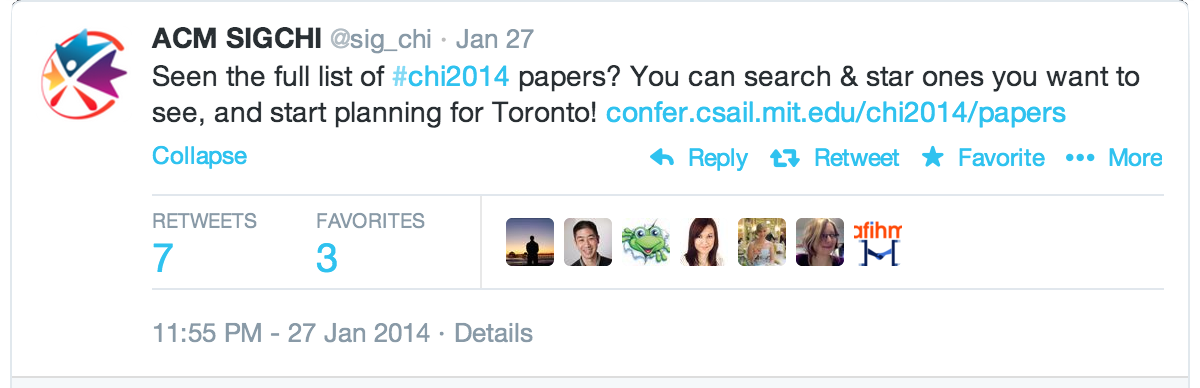 ACM SIGCHI @sig_chi · Jan 27
Seen the full list of #chi2014 papers? You can search & star ones you want to
see, and start planning for Toronto! confer.csail.mit.edu/chi2014/papers
Collapse Reply Retweet Favorite ••• More
RETWEETS FAVORITES
7 3
afihm
11:55 PM - 27 Jan 2014 · Details